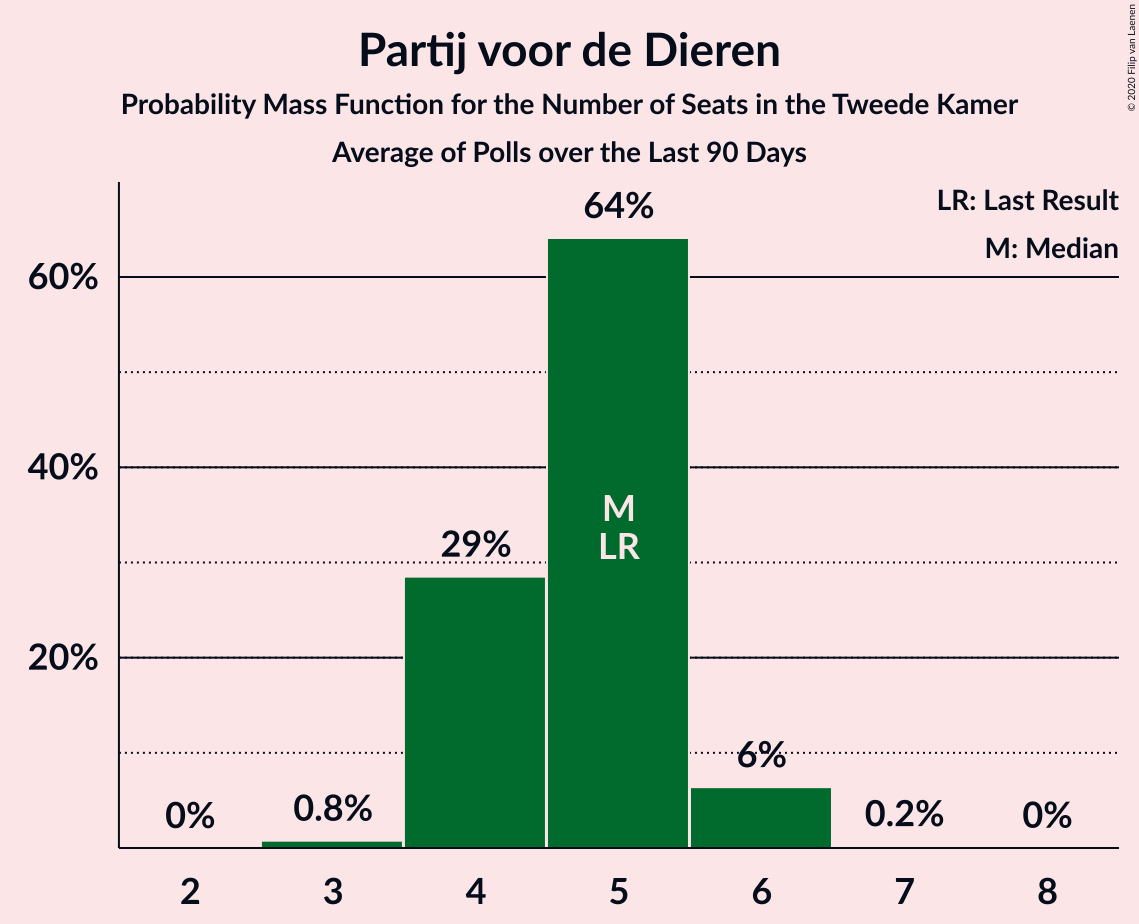 Partij voor de Dieren
Probability Mass Function for the Number of Seats in the Tweede Kamer
Average of Polls over the Last 90 Days
© 2020 Filip van Laenen
LR: Last Result
M: Median
60%
40%
20%
0%
0.8%
29%
64%
M
LR
6%
0.2%
0%
2
3
4
5
6
7
8